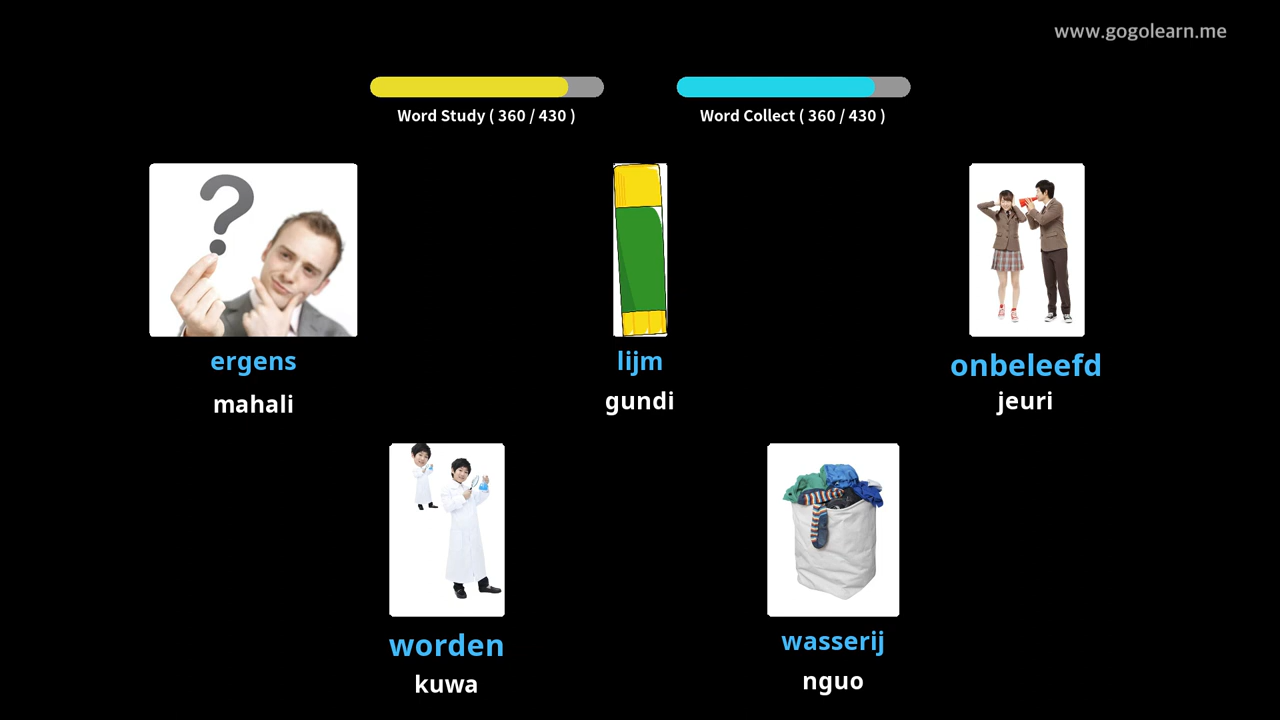 www.gogolearn.me
Word Study ( 360 / 430 )
Word Collect ( 360 / 430 )
ergens
mahali
lijm
gundi
onbeleefd
jeuri
worden
kuwa
wasserij
nguo